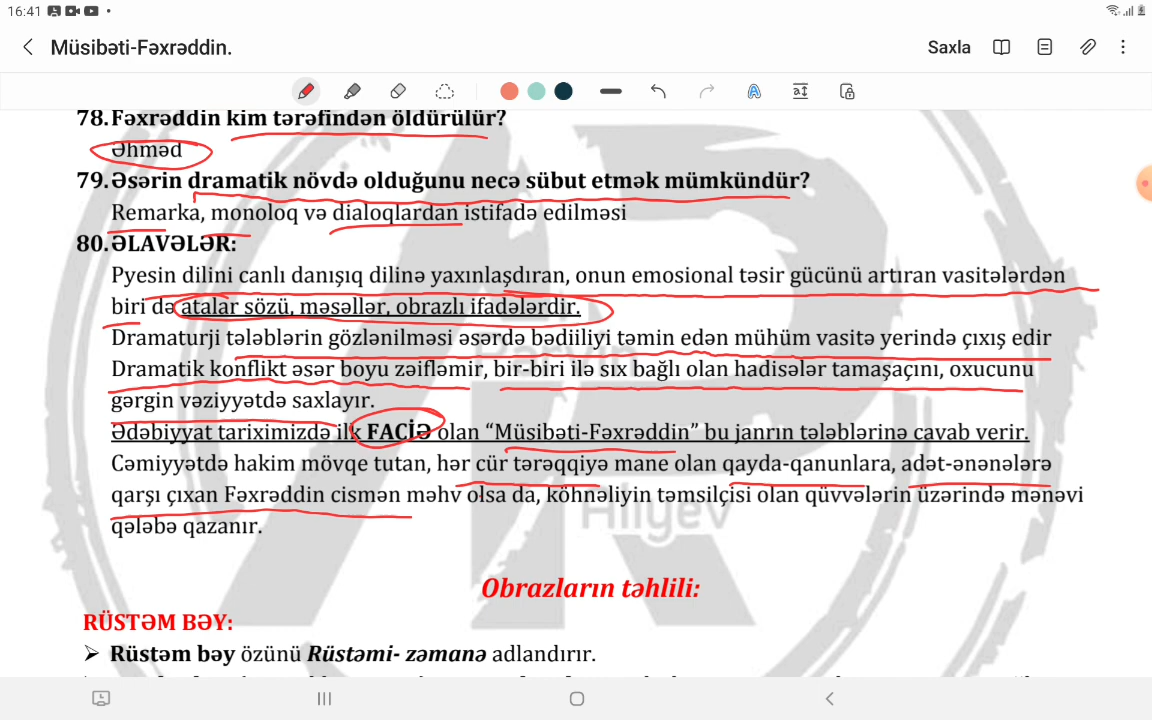 16:41
Müsibəti-Fəxrəddin.
Saxla
78. Fəxrəddin kim tərəfindən öldürülür?
Əhməd
79. Əsərin dramatik növdə olduğunu necə sübut etmək mümkündür?
Remarka, monoloq və dialoqlardan istifadə edilməsi
80. ƏLAVƏLƏR:
Pyesin dilini canlı danışıq dilinə yaxınlaşdıran, onun emosional təsir gücünü artıran vasitələrdən
biri də atalar sözü, məsəllər, obrazlı ifadələrdir.
Dramaturji tələblərin gözlənilməsi əsərdə bədiiliyi təmin edən mühüm vasitə yerində çıxış edir
Dramatik konflikt əsər boyu zəifləmir, bir-biri ilə sıx bağlı olan hadisələr tamaşaçını, oxucunu
gərgin vəziyyətdə saxlayır.
Ədəbiyyat tariximizdə ilk FACİƏ olan “Müsibəti-Fəxrəddin” bu janrın tələblərinə cavab verir.
Cəmiyyətdə hakim mövqe tutan, hər cür tərəqqiyə mane olan qayda-qanunlara, adət-ənənələrə
qarşı çıxan Fəxrəddin cismən məhv olsa da, köhnəliyin təmsilçisi olan qüvvələrin üzərində mənəvi
qələbə qazanır.
Obrazların təhlili:
RÜSTƏM BƏY:
➢ Rüstəm bəy özünü Rüstəmi- zəmanə adlandırır.